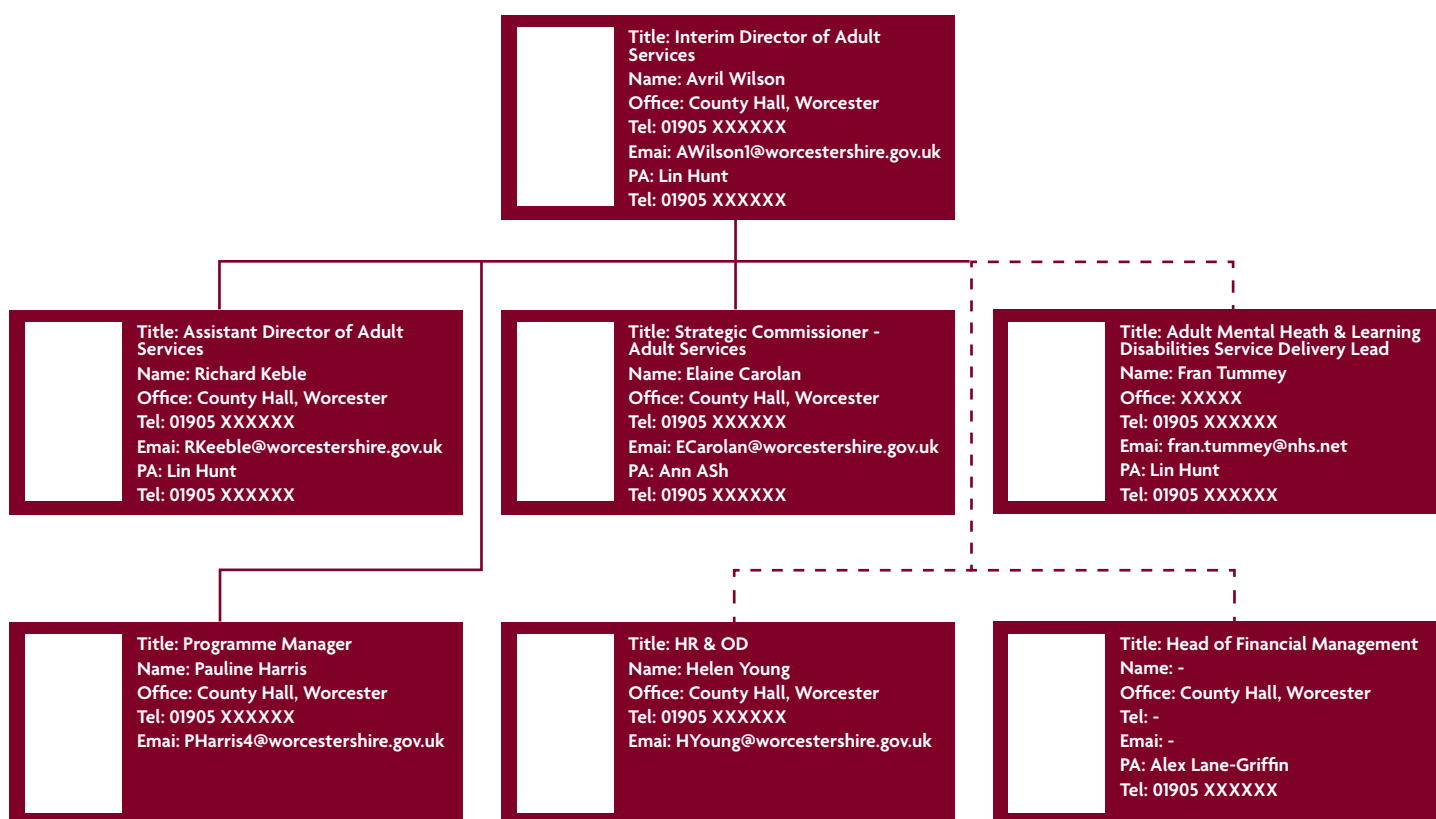 Title: Interim Director of Adult
Services
Name: Avril Wilson
Office: County Hall, Worcester
Tel: 01905 XXXXXX
Emai: AWilson1@worcestershire.gov.uk
PA: Lin Hunt
Tel: 01905 XXXXXX
Title: Assistant Director of Adult
Services
Name: Richard Keble
Office: County Hall, Worcester
Tel: 01905 XXXXXX
Emai: RKeeble@worcestershire.gov.uk
PA: Lin Hunt
Tel: 01905 XXXXXX
Title: Strategic Commissioner -
Adult Services
Name: Elaine Carolan
Office: County Hall, Worcester
Tel: 01905 XXXXXX
Emai: ECarolan@worcestershire.gov.uk
PA: Ann ASh
Tel: 01905 XXXXXX
Title: Adult Mental Heath & Learning
Disabilities Service Delivery Lead
Name: Fran Tummey
Office: XXXXX
Tel: 01905 XXXXXX
Emai: fran.tummey@nhs.net
PA: Lin Hunt
Tel: 01905 XXXXXX
Title: Programme Manager
Name: Pauline Harris
Office: County Hall, Worcester
Tel: 01905 XXXXXX
Emai: PHarris4@worcestershire.gov.uk
Title: HR & OD
Name: Helen Young
Office: County Hall, Worcester
Tel: 01905 XXXXXX
Emai: HYoung@worcestershire.gov.uk
Title: Head of Financial Management
Name: -
Office: County Hall, Worcester
Tel: -
Emai: -
PA: Alex Lane-Griffin
Tel: 01905 XXXXXX